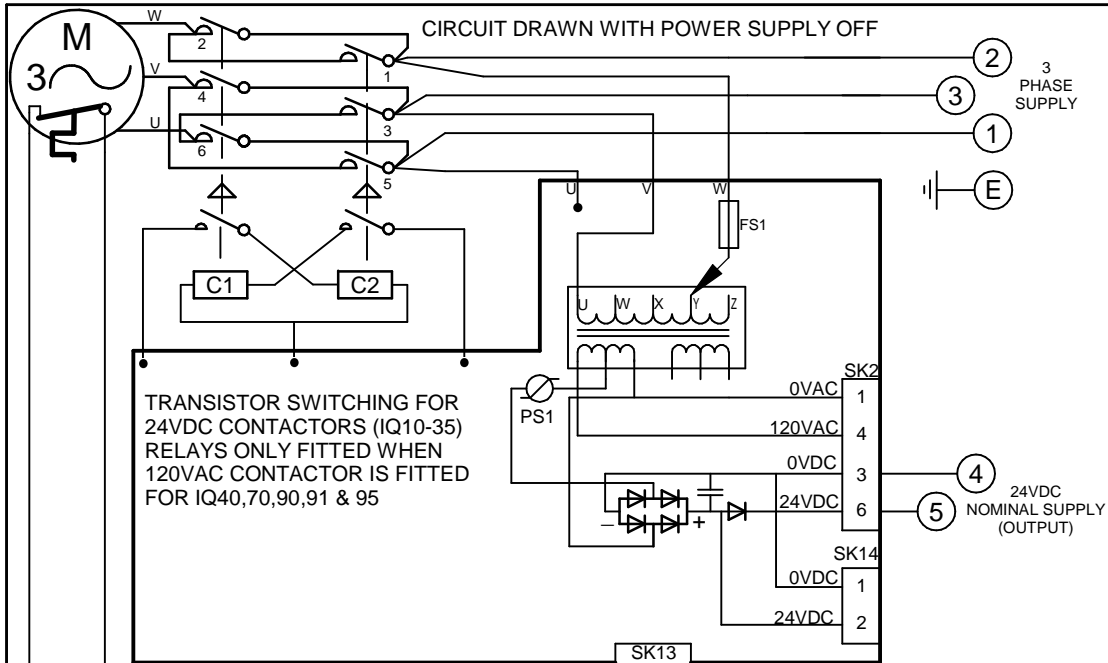 CIRCUIT DRAWN WITH POWER SUPPLY OFF
W
M
3
V
U
2
1
4
3
6
5
2
3
1
E
3
PHASE
SUPPLY
U
V
W
FS1
C1
C2
U
W
X
Y
Z
TRANSISTOR SWITCHING FOR
24VDC CONTACTORS (IQ10-35)
RELAYS ONLY FITTED WHEN
120VAC CONTACTOR IS FITTED
FOR IQ40,70,90,91 & 95
PS1
SK2
0VAC
1
120VAC
4
0VDC
3
24VDC
6
4
5
24VDC
NOMINAL SUPPLY
(OUTPUT)
–
+
SK14
0VDC
1
24VDC
2
SK13